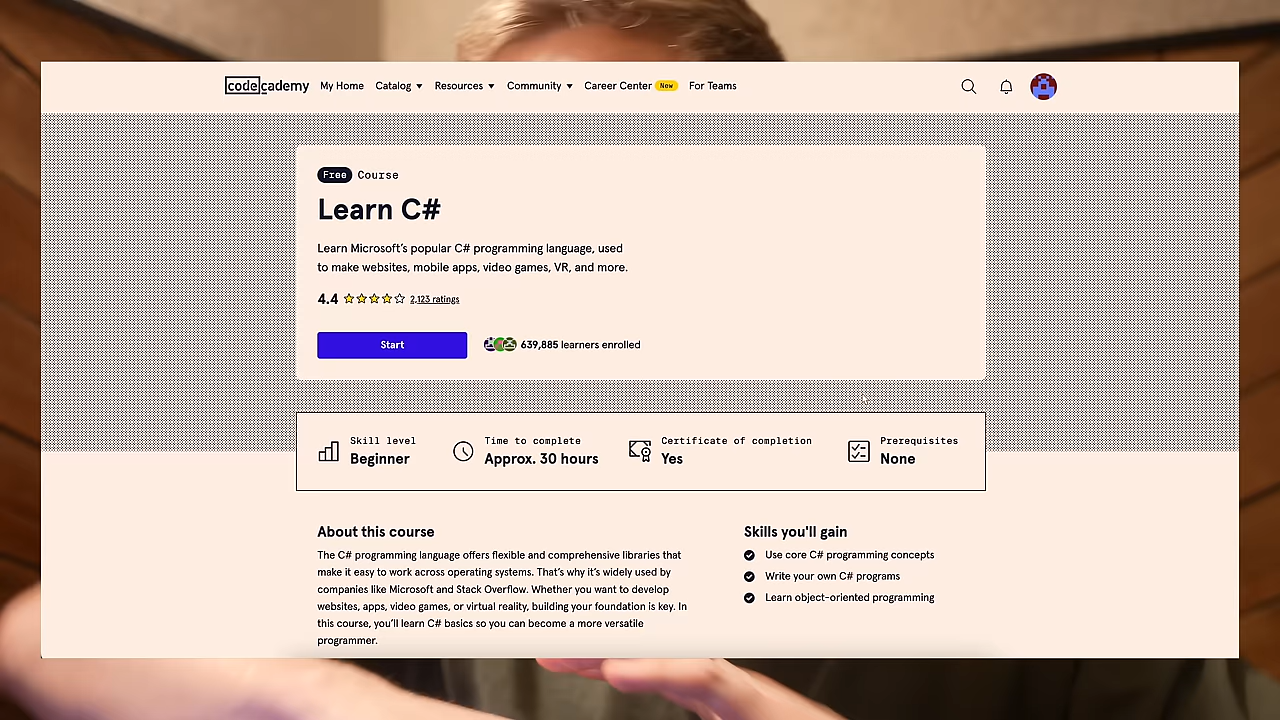 codecademy My Home Catalog Resources Community Career Center New For Teams
Free Course
Learn C#
Learn Microsoft's popular C# programming language, used
to make websites, mobile apps, video games, VR, and more.
4.4 2,123 ratings
Start 639,885 learners enrolled
Skill level
Beginner
Time to complete
Approx. 30 hours
Certificate of completion
Yes
Prerequisites
None
About this course
The C# programming language offers flexible and comprehensive libraries that
make it easy to work across operating systems. That's why it's widely used by
companies like Microsoft and Stack Overflow. Whether you want to develop
websites, apps, video games, or virtual reality, building your foundation is key. In
this course, you'll learn C# basics so you can become a more versatile
programmer.
Skills you'll gain
Use core C# programming concepts
Write your own C# programs
Learn object-oriented programming